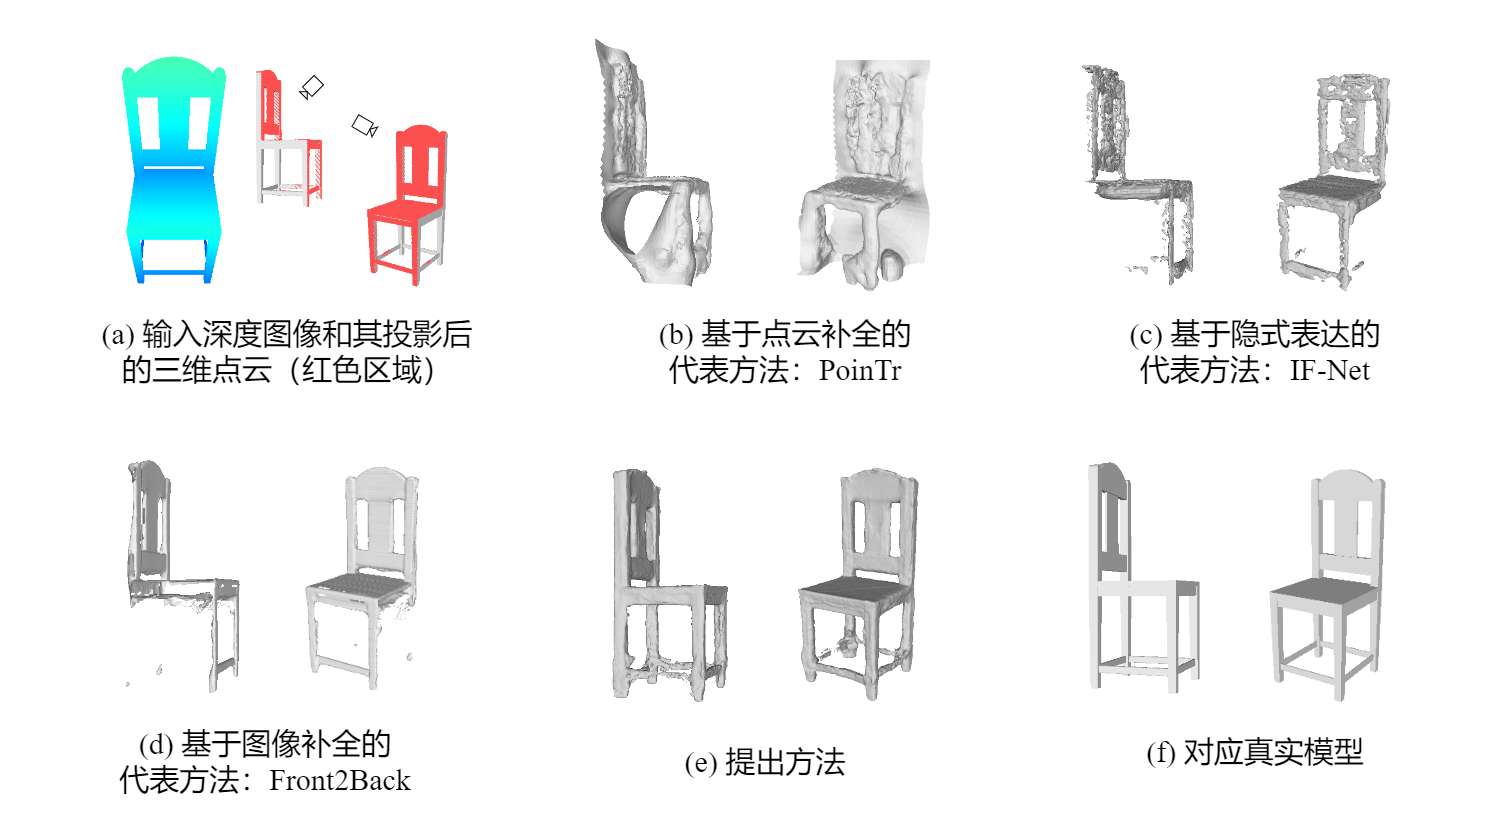 (a) 输入深度图像和其投影后
的三维点云（红色区域）
(b) 基于点云补全的
代表方法：PoinTr
(c) 基于隐式表达的
代表方法：IF-Net
(d) 基于图像补全的
代表方法：Front2Back
(e) 提出方法
(f) 对应真实模型